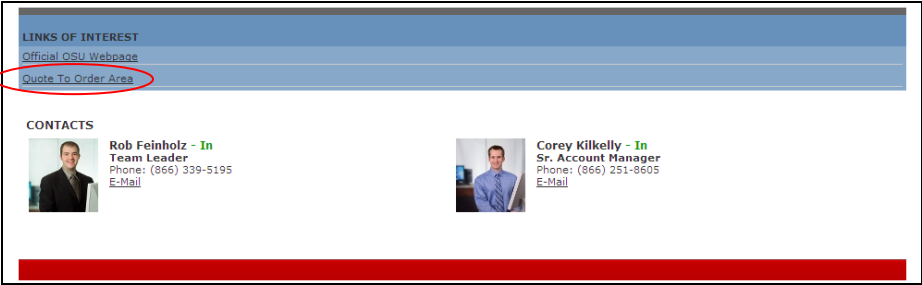 LINKS OF INTEREST
Official OSU Webpage
Quote To Order Area
CONTACTS
Rob Feinholz - In
Team Leader
Phone: (866) 339-5195
E-Mail
Corey Kilkelly - In
Sr. Account Manager
Phone: (866) 251-8605
E-Mail